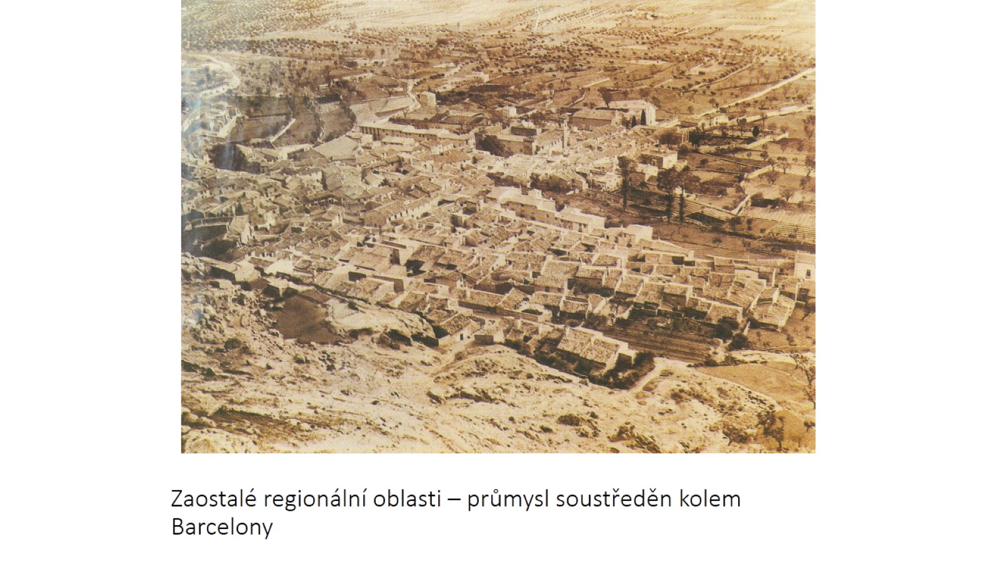 Zaostalé regionální oblasti – průmysl soustředěn kolem
Barcelony